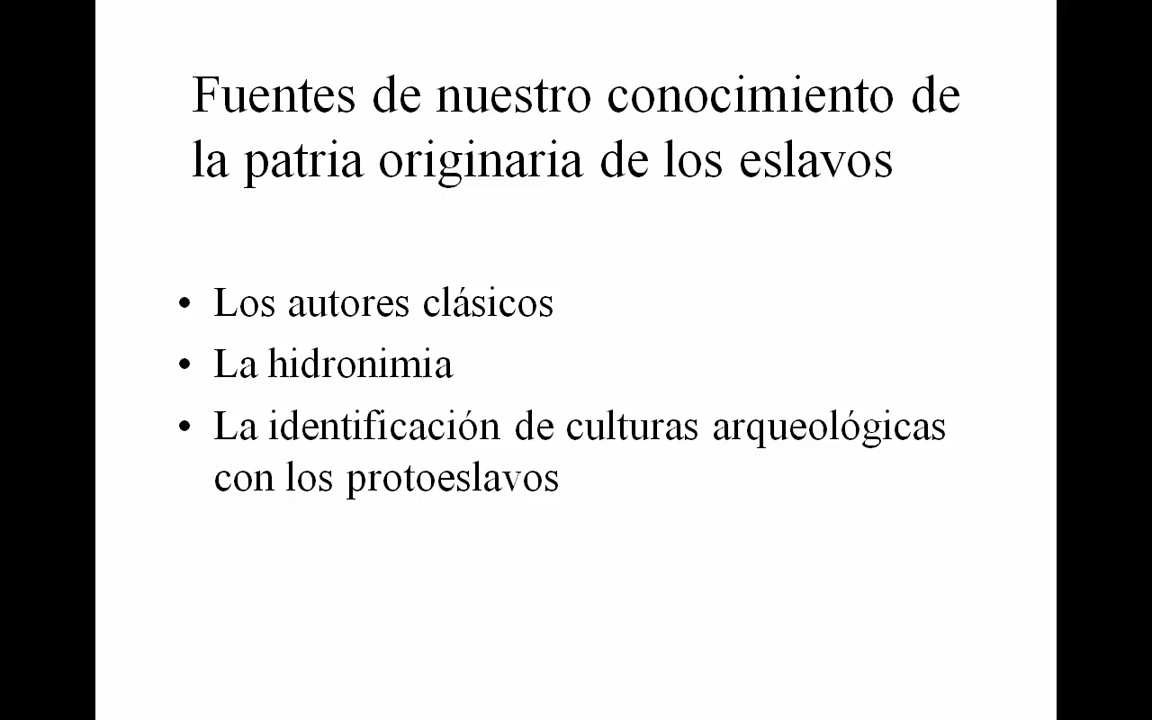 Fuentes de nuestro conocimiento de
la patria originaria de los eslavos
• Los autores clásicos
• La hidronimia
• La identificación de culturas arqueológicas
con los protoeslavos